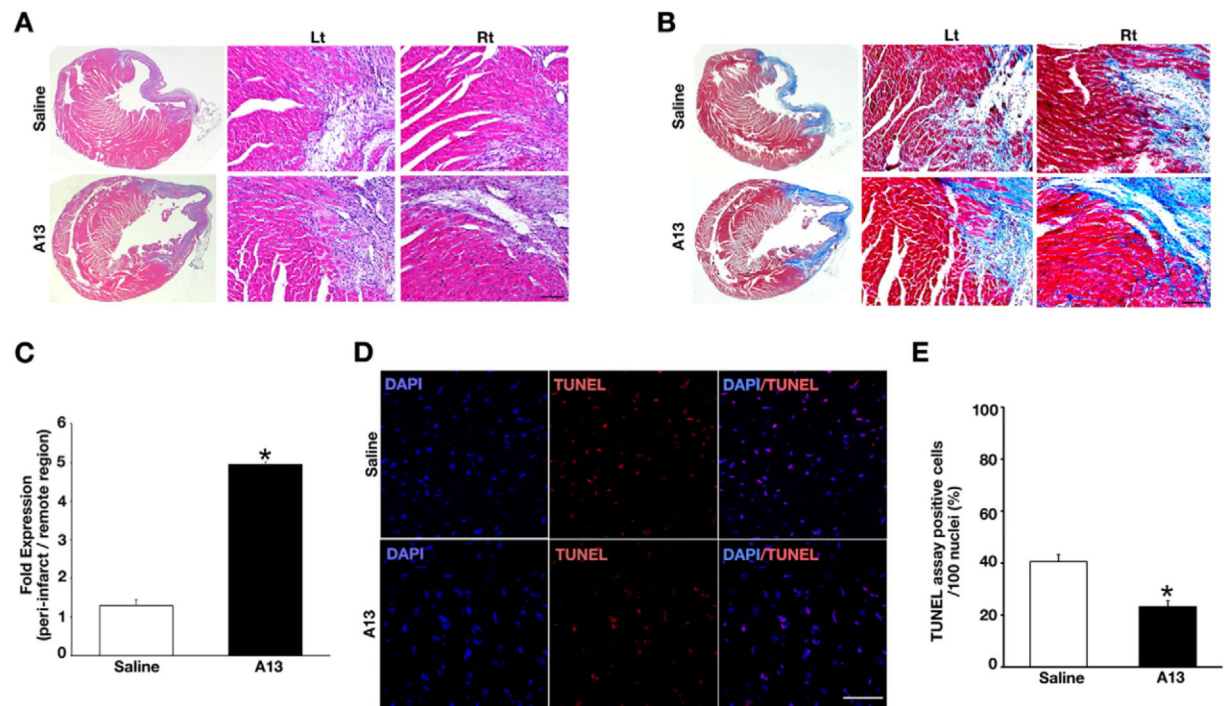 A
Lt
Rt
Saline
A13
B
Lt
Rt
Saline
A13
C
Fold Expression
(peri-infarct / remote region)
6
5
4
3
2
1
0
*
Saline
A13
D
DAPI
TUNEL
DAPI/TUNEL
Saline
DAPI
TUNEL
DAPI/TUNEL
A13
E
TUNEL assay positive cells
/100 nuclei (%)
100
80
60
40
20
0
*
Saline
A13